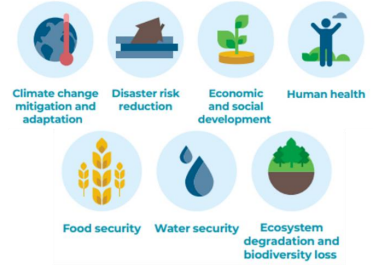 Climate change
mitigation and
adaptation
Disaster risk
reduction
Economic
and social
development
Human health
Food security
Water security
Ecosystem
degradation and
biodiversity loss